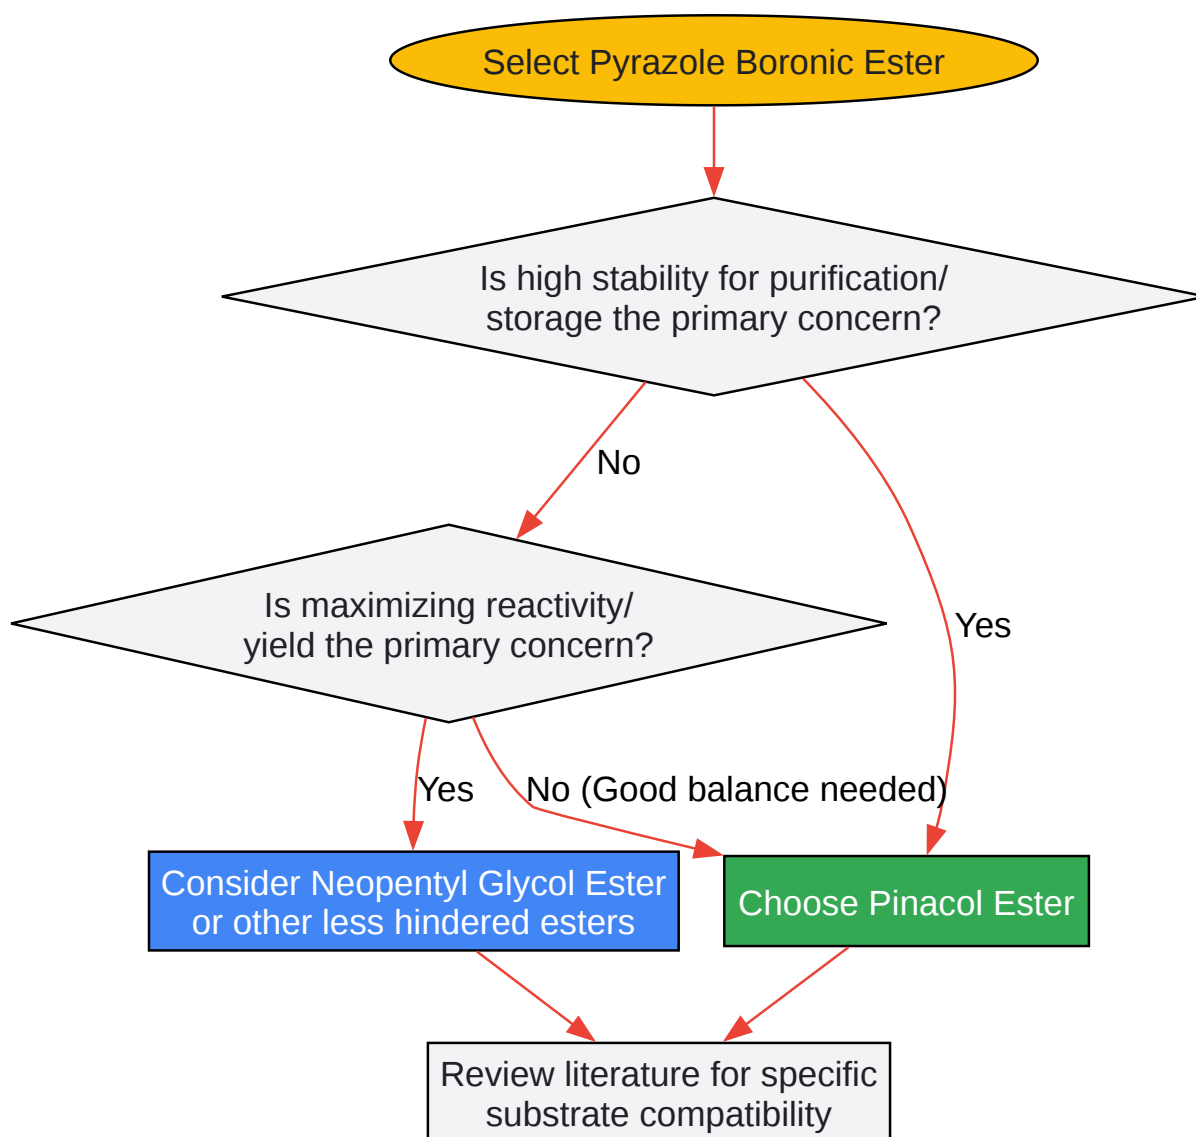 Select Pyrazole Boronic Ester
Is high stability for purification/
storage the primary concern?
No
Is maximizing reactivity/
yield the primary concern?
Yes
Yes
No (Good balance needed)
Consider Neopentyl Glycol Ester
or other less hindered esters
Choose Pinacol Ester
Review literature for specific
substrate compatibility